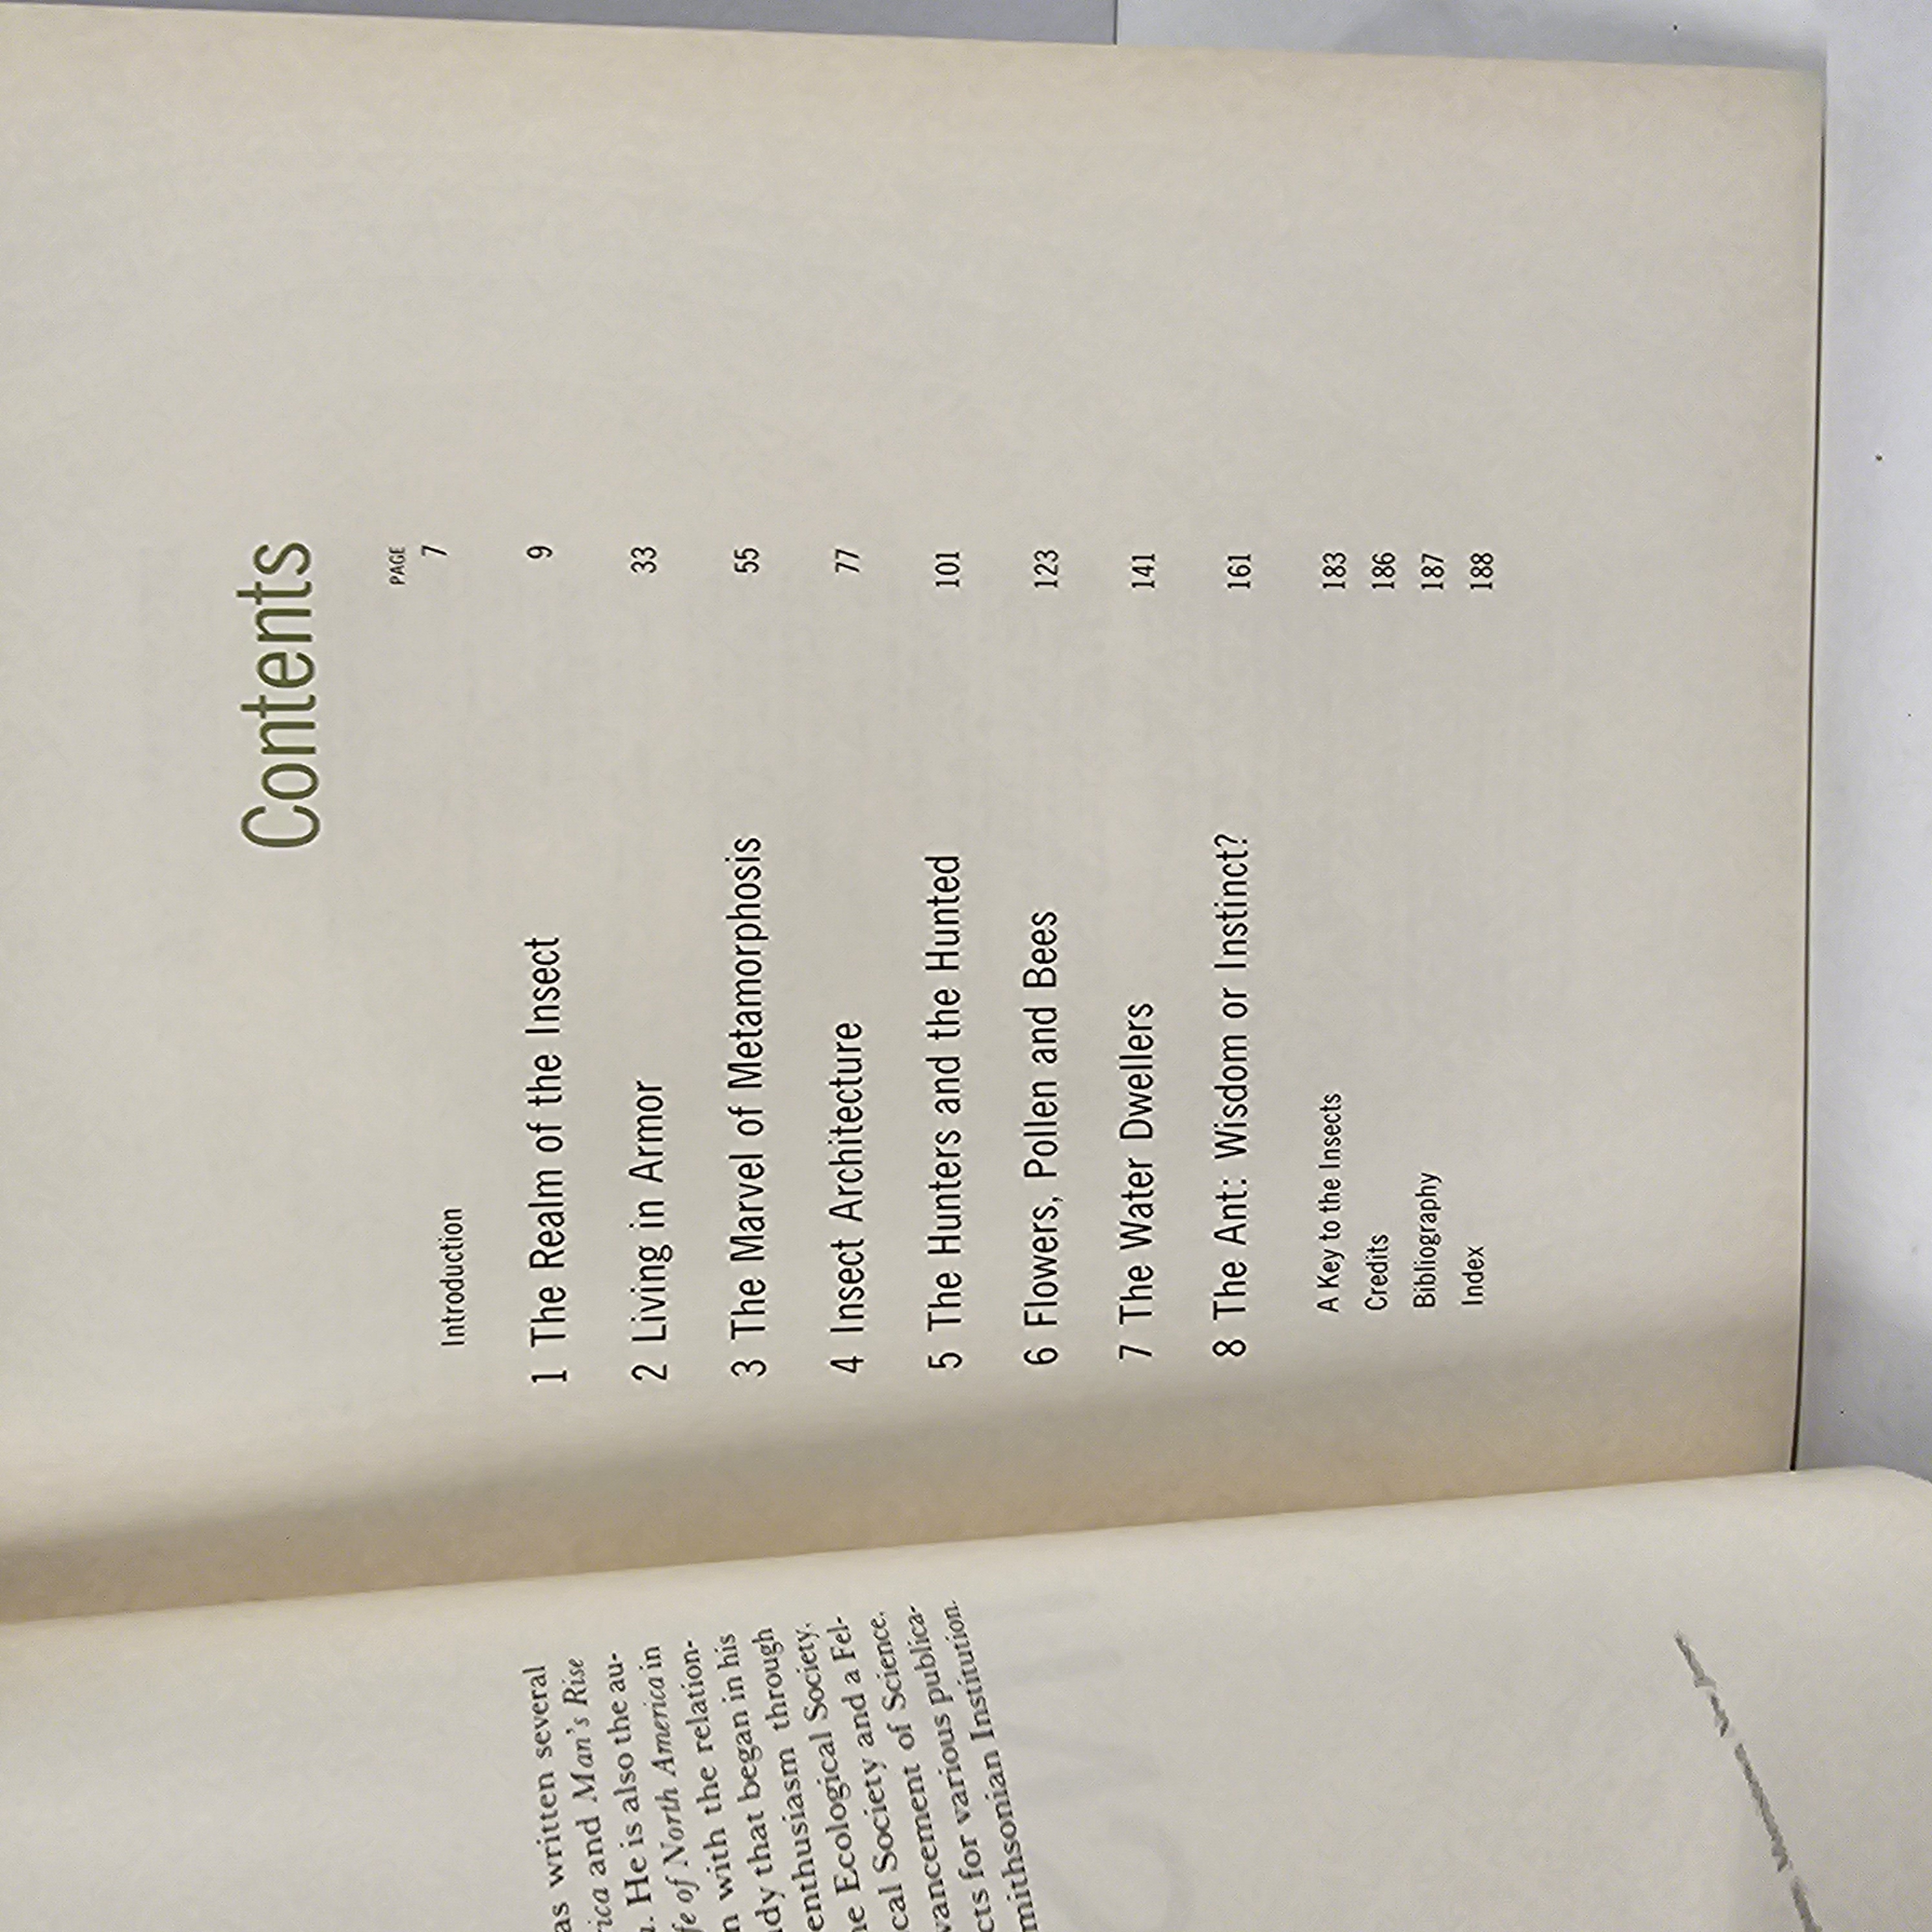 as written several
rica and Man's Rise
. He is also the au-
fe of North America in
n with the relation-
dy that began in his
enthusiasm through
he Ecological Society,
cal Society and a Fel-
vancement of Science,
cts for various publica-
mithsonian Institution.
Contents
PAGE
Introduction 7
1 The Realm of the Insect 9
2 Living in Armor 33
3 The Marvel of Metamorphosis 55
4 Insect Architecture 77
5 The Hunters and the Hunted 101
6 Flowers, Pollen and Bees 123
7 The Water Dwellers 141
8 The Ant: Wisdom or Instinct? 161
A Key to the Insects 183
Credits 186
Bibliography 187
Index 188